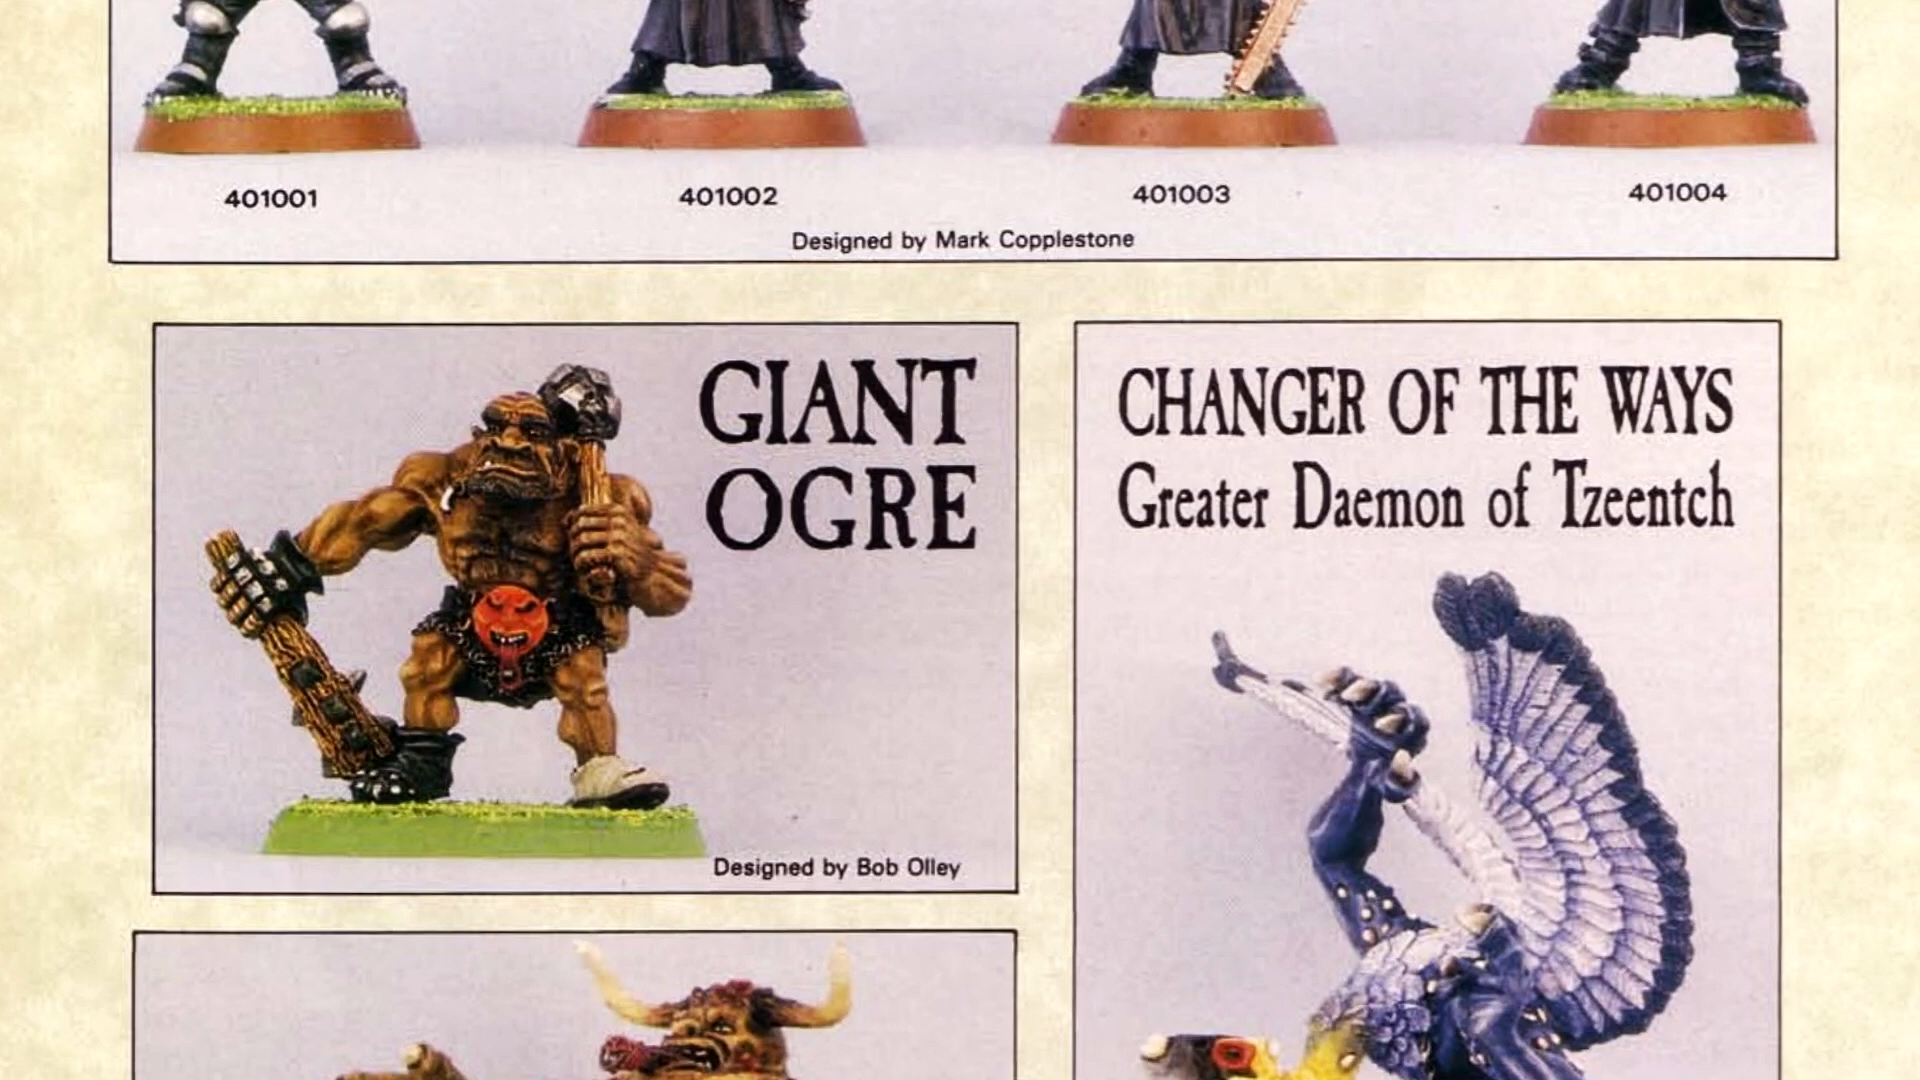 401001
401002
401003
401004
Designed by Mark Copplestone
GIANT
OGRE
Designed by Bob Olley
CHANGER OF THE WAYS
Greater Daemon of Tzeentch